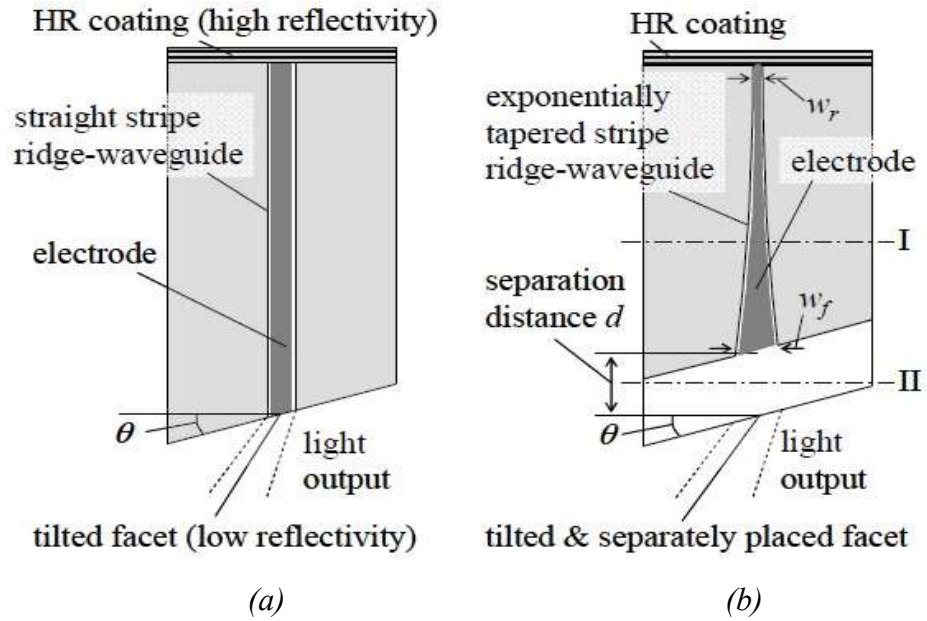 HR coating (high reflectivity)
straight stripe
ridge-waveguide
electrode
θ
light
output
tilted facet (low reflectivity)
(a)
HR coating
exponentially
tapered stripe
ridge-waveguide
w_r
electrode
I
separation
distance d
w_f
II
θ
light
output
tilted & separately placed facet
(b)